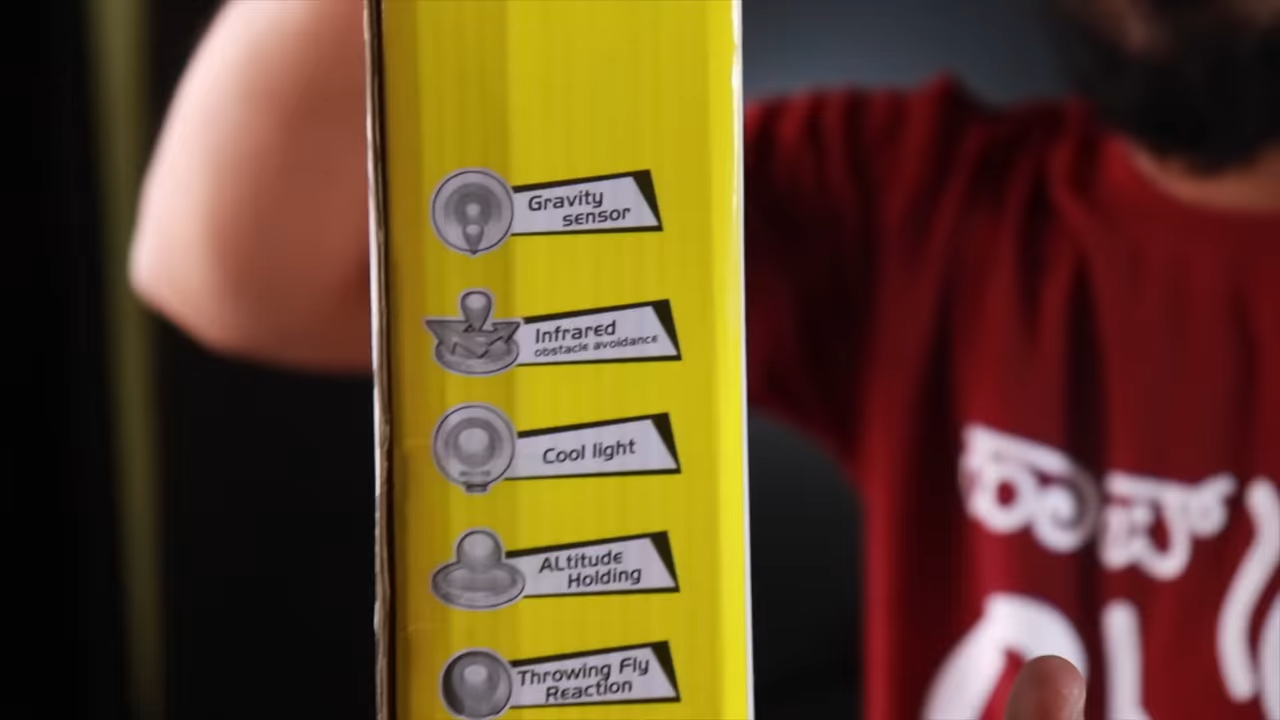 Gravity
sensor
Infrared
obstacle avoidance
Cool light
ALtitude
Holding
Throwing Fly
Reaction